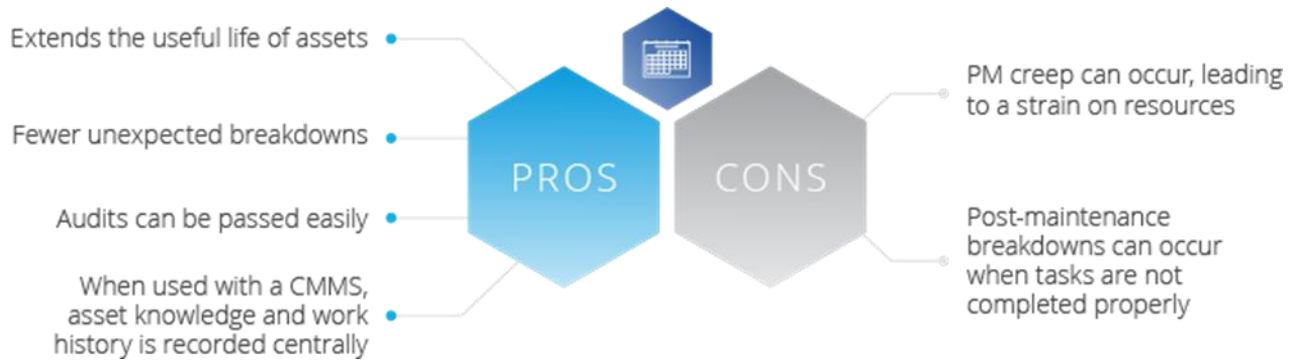 Extends the useful life of assets
Fewer unexpected breakdowns
Audits can be passed easily
When used with a CMMS,
asset knowledge and work
history is recorded centrally
PROS
CONS
PM creep can occur, leading
to a strain on resources
Post-maintenance
breakdowns can occur
when tasks are not
completed properly